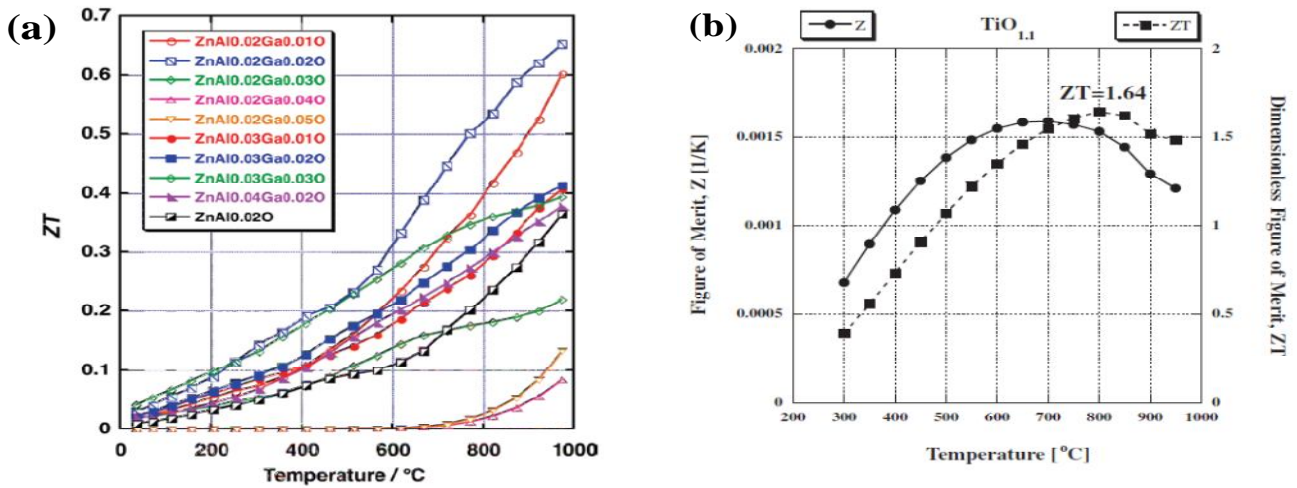 (a)
0.7
0.6
0.5
0.4
0.3
0.2
0.1
0
ZT
ZnAl0.02Ga0.01O
ZnAl0.02Ga0.02O
ZnAl0.02Ga0.03O
ZnAl0.02Ga0.04O
ZnAl0.02Ga0.05O
ZnAl0.03Ga0.01O
ZnAl0.03Ga0.02O
ZnAl0.03Ga0.03O
ZnAl0.04Ga0.02O
ZnAl0.02O
0 200 400 600 800 1000
Temperature / °C
(b)
Z TiO1.1 ZT
0.002
0.0015
0.001
0.0005
0
Figure of Merit, Z [1/K]
ZT=1.64
2
1.5
1
0.5
0
Dimensionless Figure of Merit, ZT
200 300 400 500 600 700 800 900 1000
Temperature [°C]